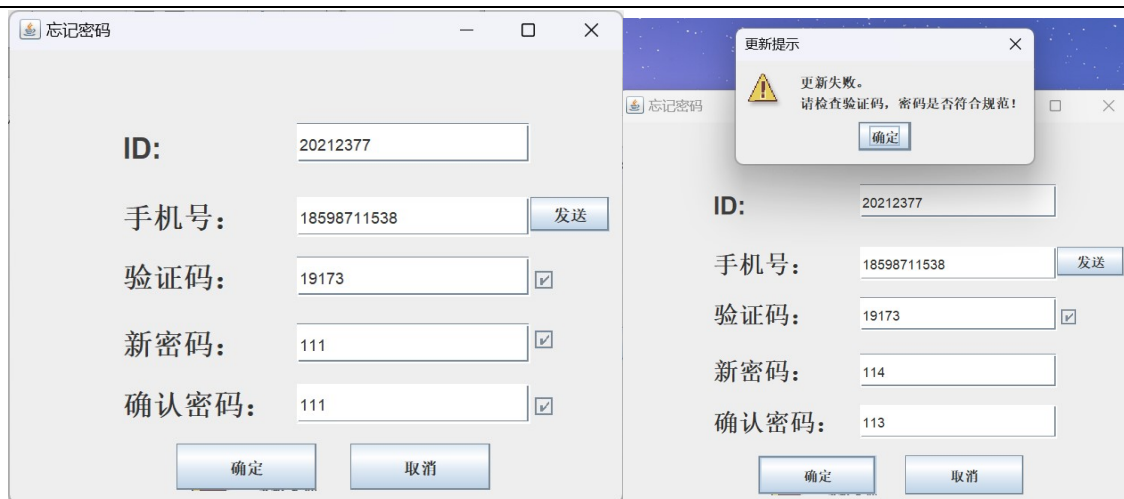 忘记密码
ID:
20212377
手机号：
18598711538
发送
验证码：
19173
新密码：
111
确认密码：
111
确定
取消
更新提示
更新失败。
请检查验证码，密码是否符合规范！
确定
忘记密码
ID:
20212377
手机号：
18598711538
发送
验证码：
19173
新密码：
114
确认密码：
113
确定
取消